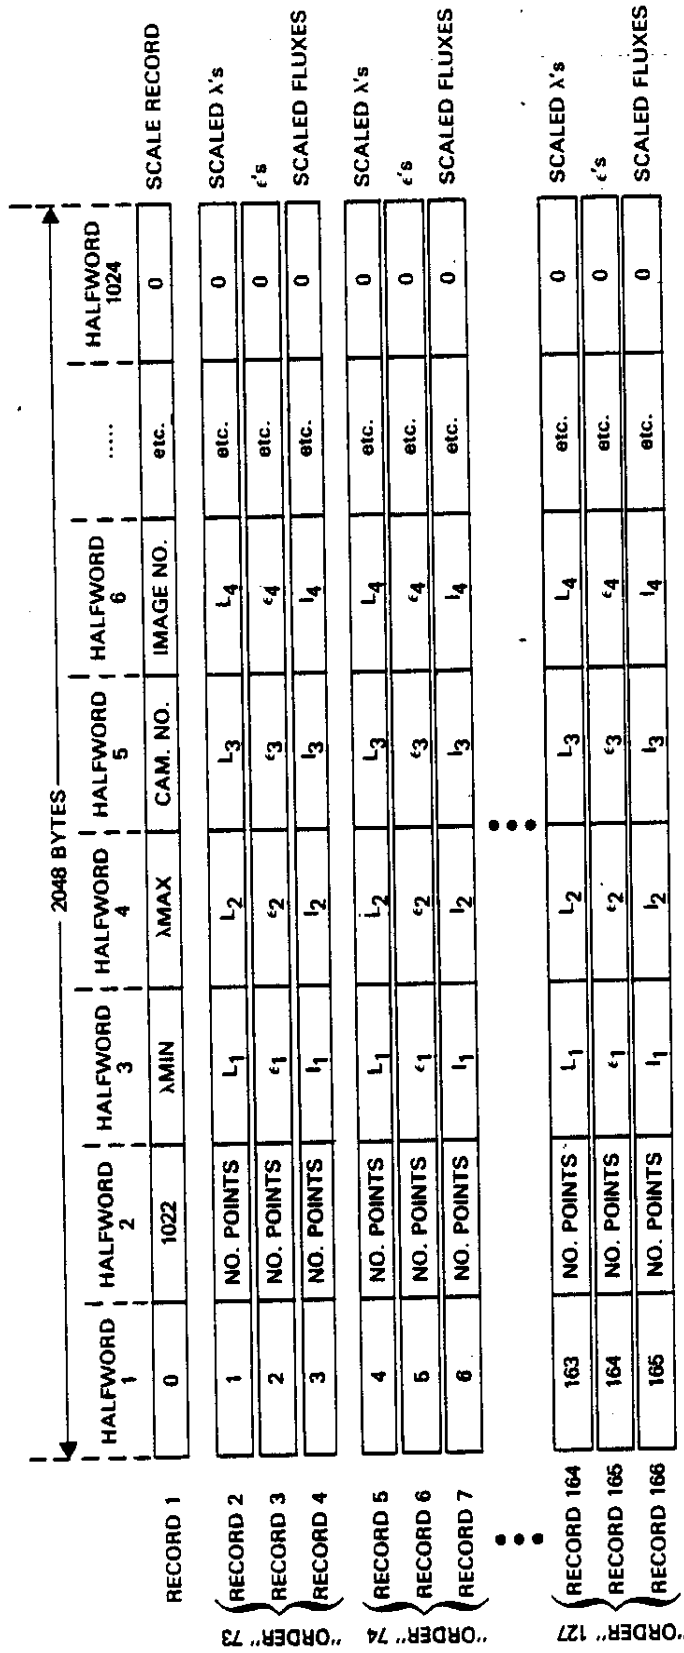 2048 BYTES
HALFWORD 1 HALFWORD 2 HALFWORD 3 HALFWORD 4 HALFWORD 5 HALFWORD 6 ..... HALFWORD 1024
RECORD 1 0 1022 λMIN λMAX CAM. NO. IMAGE NO. etc. 0 SCALE RECORD
"ORDER" 73
RECORD 2 1 NO. POINTS L1 L2 L3 L4 etc. 0 SCALED λ's
RECORD 3 2 NO. POINTS ϵ1 ϵ2 ϵ3 ϵ4 etc. 0 ϵ's
RECORD 4 3 NO. POINTS I1 I2 I3 I4 etc. 0 SCALED FLUXES
"ORDER" 74
RECORD 5 4 NO. POINTS L1 L2 L3 L4 etc. 0 SCALED λ's
RECORD 6 5 NO. POINTS ϵ1 ϵ2 ϵ3 ϵ4 etc. 0 ϵ's
RECORD 7 6 NO. POINTS I1 I2 I3 I4 etc. 0 SCALED FLUXES
"ORDER" 127
RECORD 164 163 NO. POINTS L1 L2 L3 L4 etc. 0 SCALED λ's
RECORD 165 164 NO. POINTS ϵ1 ϵ2 ϵ3 ϵ4 etc. 0 ϵ's
RECORD 166 165 NO. POINTS I1 I2 I3 I4 etc. 0 SCALED FLUXES